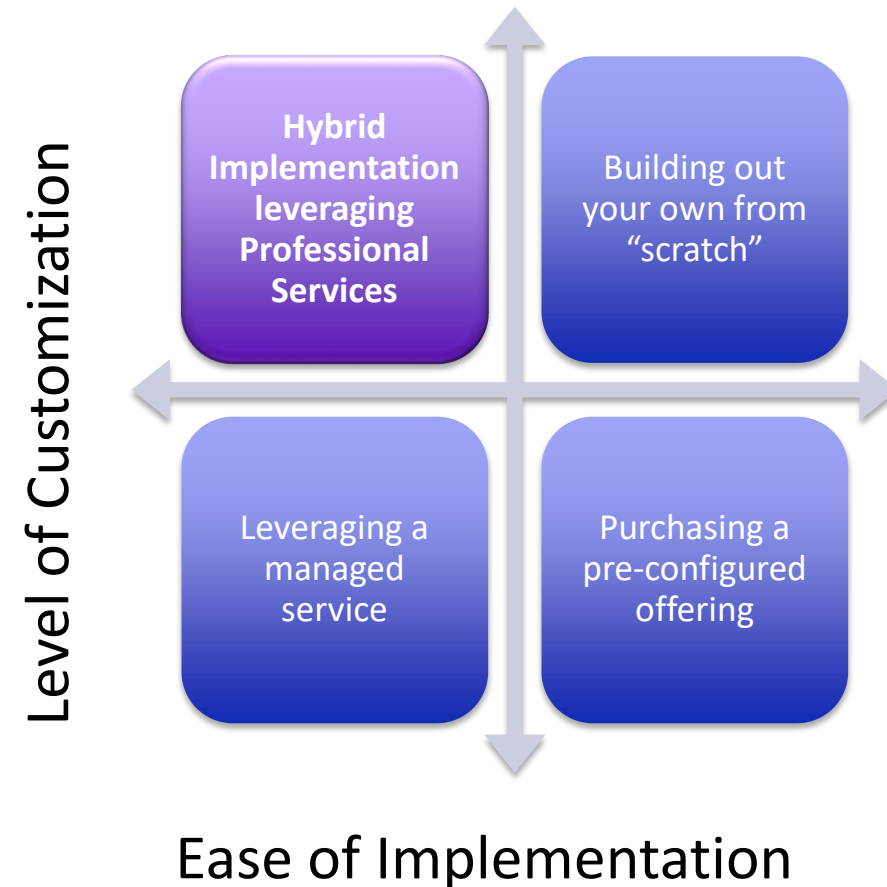 Level of Customization
Hybrid
Implementation
leveraging
Professional
Services
Building out
your own from
“scratch”
Leveraging a
managed
service
Purchasing a
pre-configured
offering
Ease of Implementation